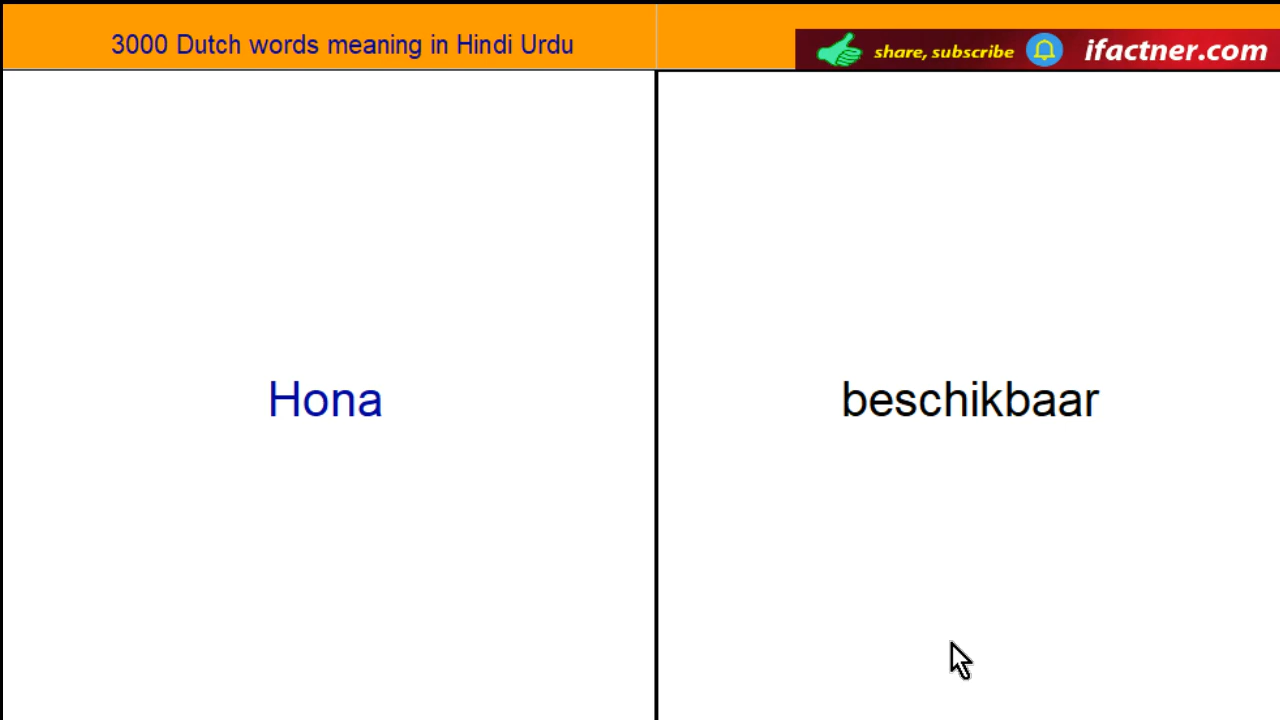 3000 Dutch words meaning in Hindi Urdu
share, subscribe
ifactner.com
Hona
beschikbaar